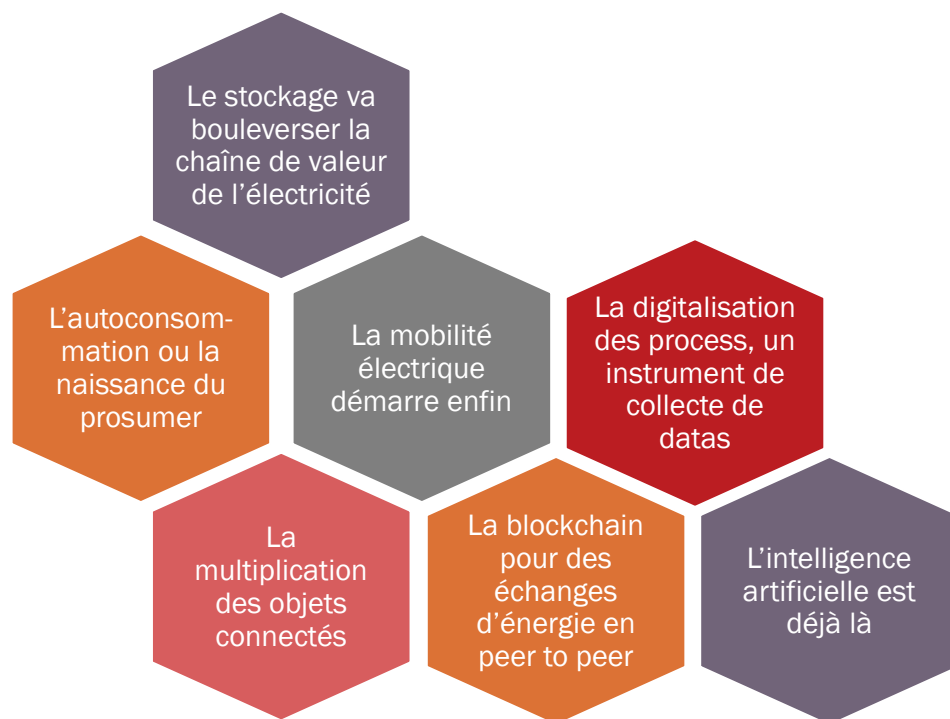 Le stockage va
bouleverser la
chaîne de valeur
de l’électricité
L’autoconsom-
mation ou la
naissance du
prosumer
La mobilité
électrique
démarre enfin
La digitalisation
des process, un
instrument de
collecte de
datas
La
multiplication
des objets
connectés
La blockchain
pour des
échanges
d’énergie en
peer to peer
L’intelligence
artificielle est
déjà là